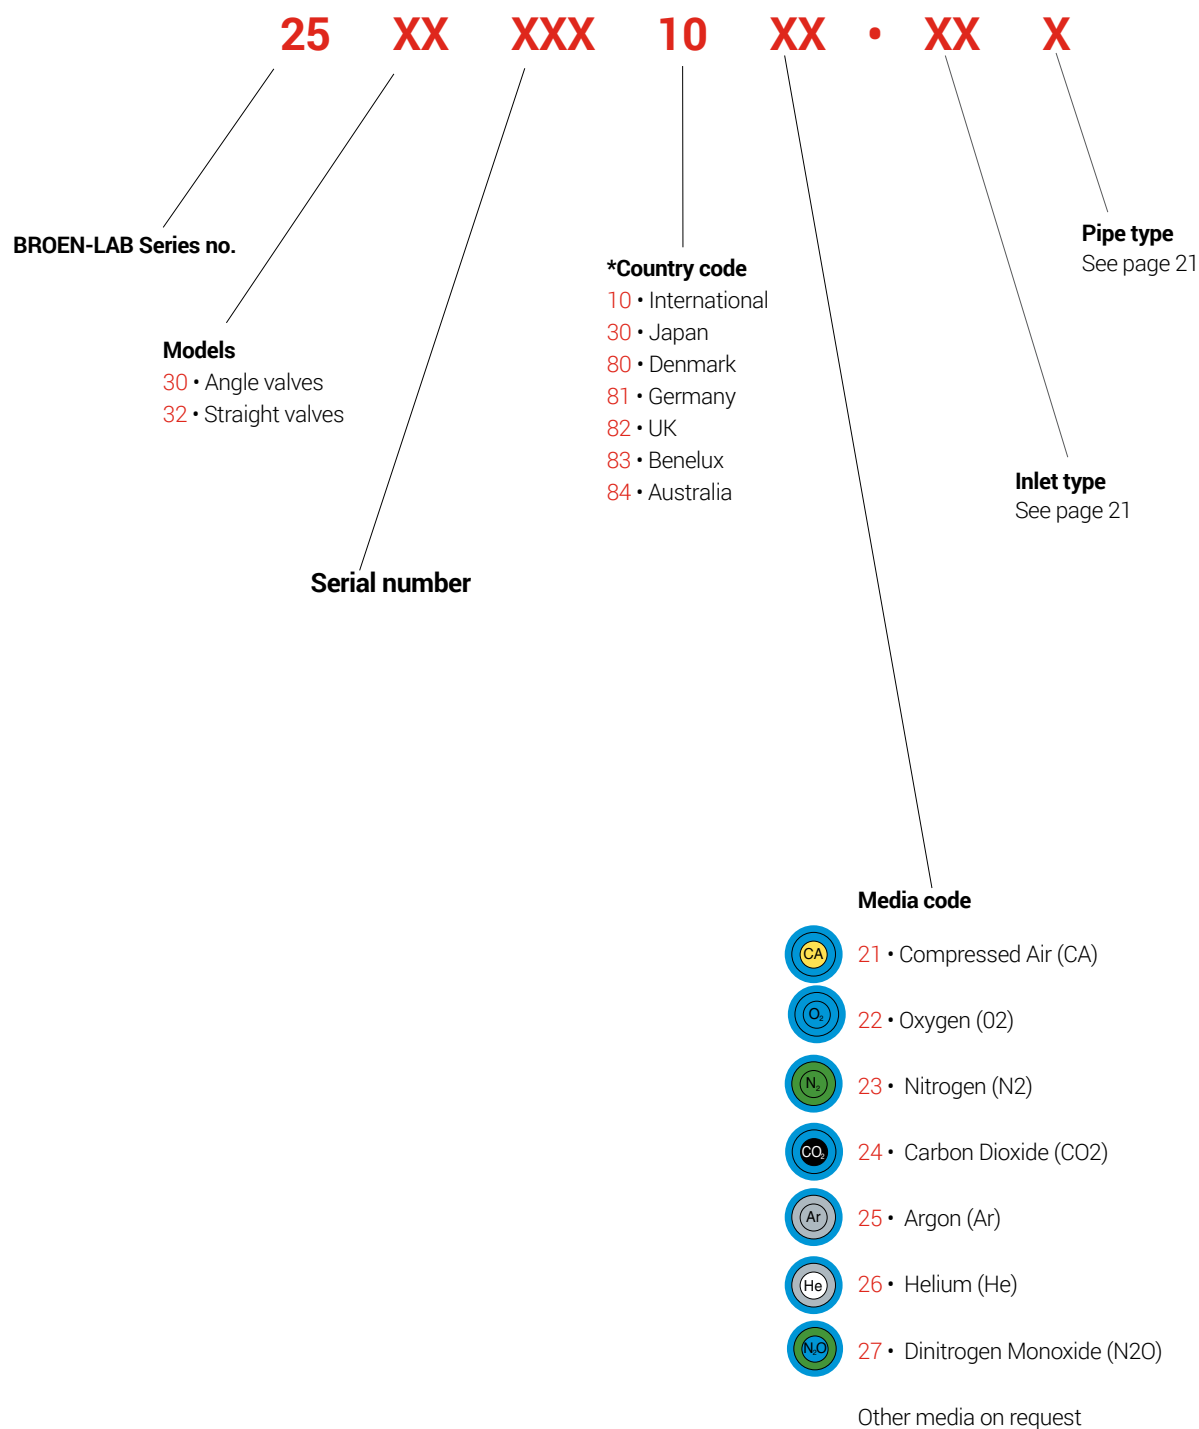 25 XX XXX 10 XX • XX X
BROEN-LAB Series no.
Models
30 • Angle valves
32 • Straight valves
Serial number
*Country code
10 • International
30 • Japan
80 • Denmark
81 • Germany
82 • UK
83 • Benelux
84 • Australia
Pipe type
See page 21
Inlet type
See page 21
Media code
CA 21 • Compressed Air (CA)
O₂ 22 • Oxygen (02)
N₂ 23 • Nitrogen (N2)
CO₂ 24 • Carbon Dioxide (CO2)
Ar 25 • Argon (Ar)
He 26 • Helium (He)
N₂O 27 • Dinitrogen Monoxide (N2O)
Other media on request